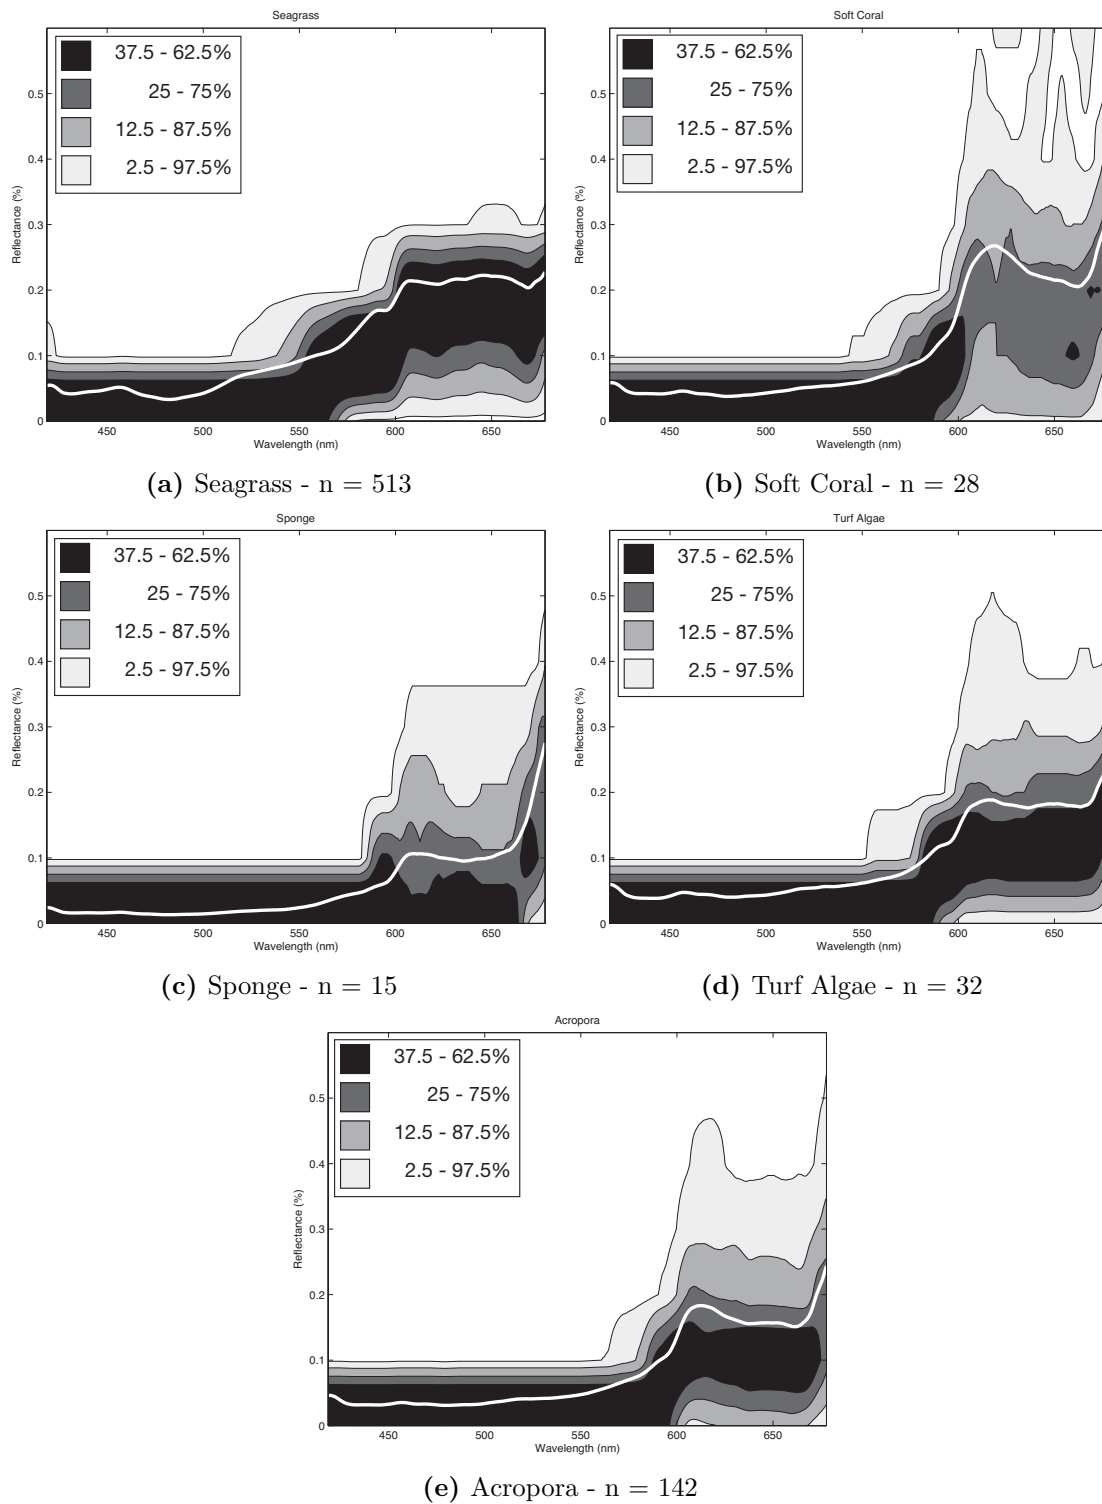 Seagrass
37.5 - 62.5%
25 - 75%
12.5 - 87.5%
2.5 - 97.5%
0.5
0.4
0.3
0.2
0.1
0
Reflectance (%)
450 500 550 600 650
Wavelength (nm)
(a) Seagrass - n = 513
Soft Coral
37.5 - 62.5%
25 - 75%
12.5 - 87.5%
2.5 - 97.5%
0.5
0.4
0.3
0.2
0.1
0
Reflectance (%)
450 500 550 600 650
Wavelength (nm)
(b) Soft Coral - n = 28
Sponge
37.5 - 62.5%
25 - 75%
12.5 - 87.5%
2.5 - 97.5%
0.5
0.4
0.3
0.2
0.1
0
Reflectance (%)
450 500 550 600 650
Wavelength (nm)
(c) Sponge - n = 15
Turf Algae
37.5 - 62.5%
25 - 75%
12.5 - 87.5%
2.5 - 97.5%
0.5
0.4
0.3
0.2
0.1
0
Reflectance (%)
450 500 550 600 650
Wavelength (nm)
(d) Turf Algae - n = 32
Acropora
37.5 - 62.5%
25 - 75%
12.5 - 87.5%
2.5 - 97.5%
0.5
0.4
0.3
0.2
0.1
0
Reflectance (%)
450 500 550 600 650
Wavelength (nm)
(e) Acropora - n = 142